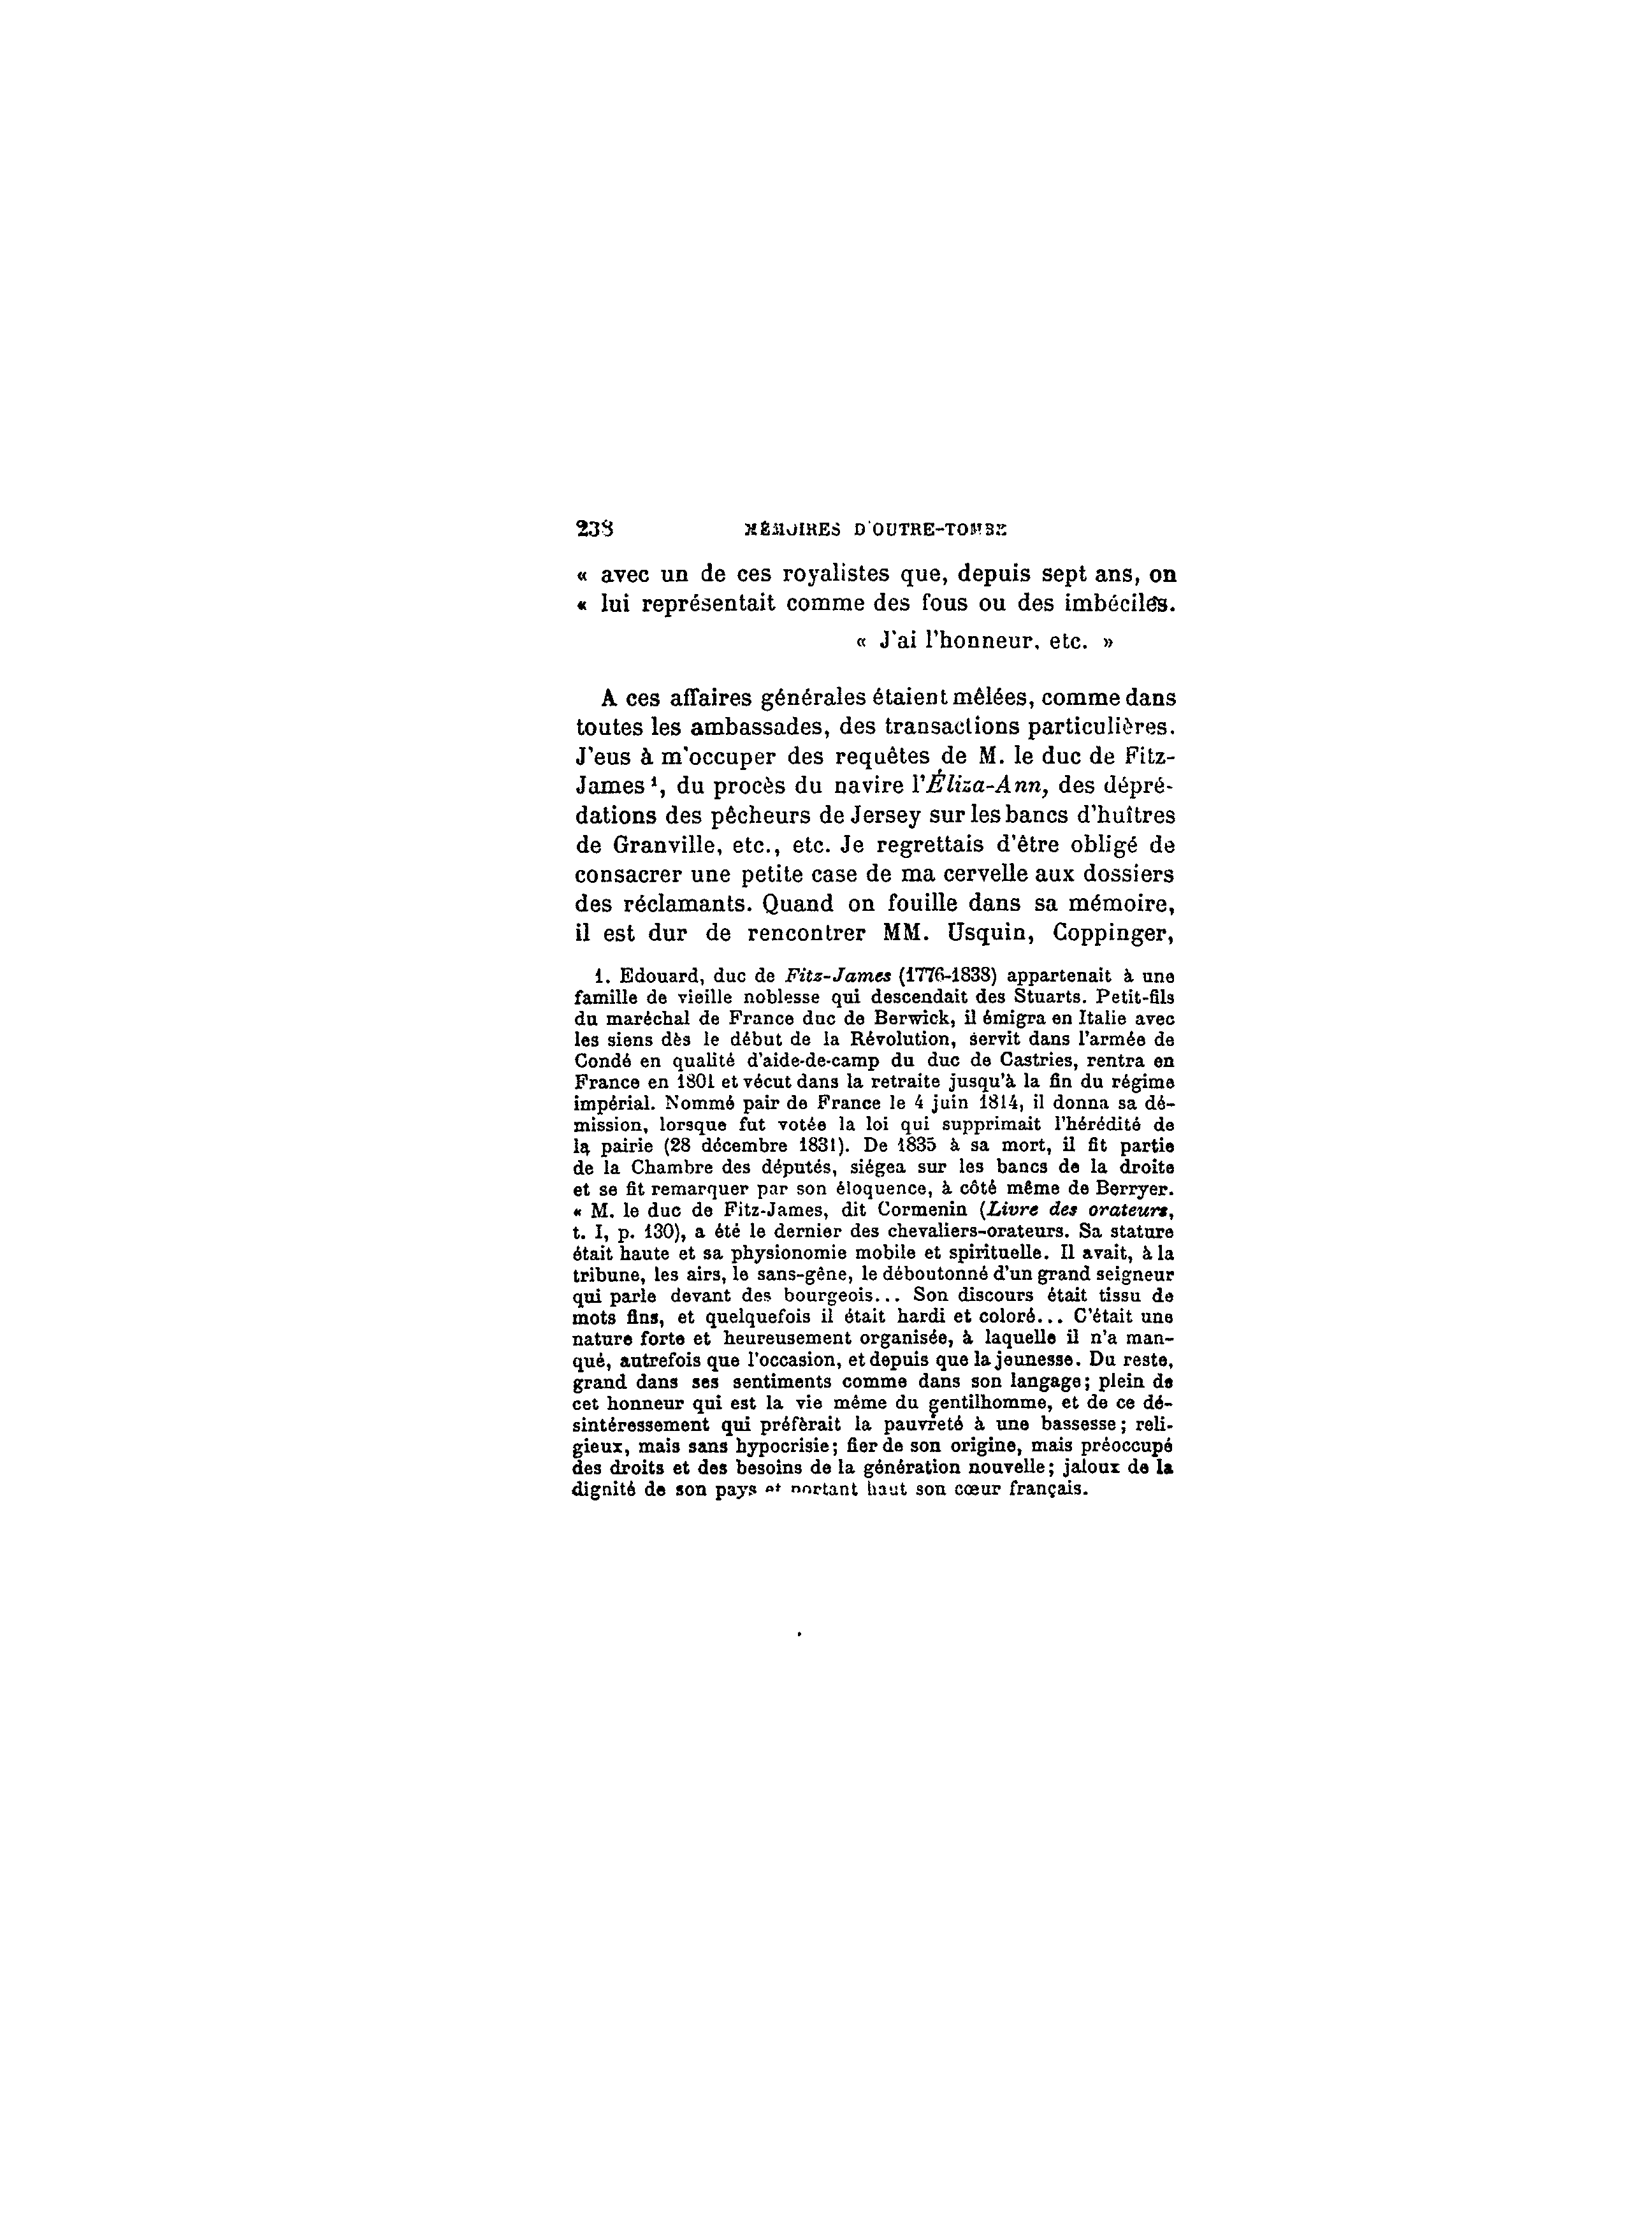 238 MÉMOIRES D'OUTRE-TOMBE
« avec un de ces royalistes que, depuis sept ans, on
« lui représentait comme des fous ou des imbéciles.
« J'ai l'honneur, etc. »
A ces affaires générales étaient mêlées, comme dans
toutes les ambassades, des transactions particulières.
J'eus à m'occuper des requêtes de M. le duc de Fitz-
James ¹, du procès du navire l'Éliza-Ann, des dépré-
dations des pêcheurs de Jersey sur les bancs d'huîtres
de Granville, etc., etc. Je regrettais d'être obligé de
consacrer une petite case de ma cervelle aux dossiers
des réclamants. Quand on fouille dans sa mémoire,
il est dur de rencontrer MM. Usquin, Coppinger,
1. Edouard, duc de Fitz-James (1776-1838) appartenait à une
famille de vieille noblesse qui descendait des Stuarts. Petit-fils
du maréchal de France duc de Berwick, il émigra en Italie avec
les siens dès le début de la Révolution, servit dans l'armée de
Condé en qualité d'aide-de-camp du duc de Castries, rentra en
France en 1801 et vécut dans la retraite jusqu'à la fin du régime
impérial. Nommé pair de France le 4 juin 1814, il donna sa dé-
mission, lorsque fut votée la loi qui supprimait l'hérédité de
la pairie (28 décembre 1831). De 1835 à sa mort, il fit partie
de la Chambre des députés, siégea sur les bancs de la droite
et se fit remarquer par son éloquence, à côté même de Berryer.
« M. le duc de Fitz-James, dit Cormenin (Livre des orateurs,
t. I, p. 130), a été le dernier des chevaliers-orateurs. Sa stature
était haute et sa physionomie mobile et spirituelle. Il avait, à la
tribune, les airs, le sans-gêne, le déboutonné d'un grand seigneur
qui parle devant des bourgeois... Son discours était tissu de
mots fins, et quelquefois il était hardi et coloré... C'était une
nature forte et heureusement organisée, à laquelle il n'a man-
qué, autrefois que l'occasion, et depuis que la jeunesse. Du reste,
grand dans ses sentiments comme dans son langage; plein de
cet honneur qui est la vie même du gentilhomme, et de ce dé-
sintéressement qui préférait la pauvreté à une bassesse; reli-
gieux, mais sans hypocrisie; fier de son origine, mais préoccupé
des droits et des besoins de la génération nouvelle; jaloux de la
dignité de son pays et portant haut son cœur français.